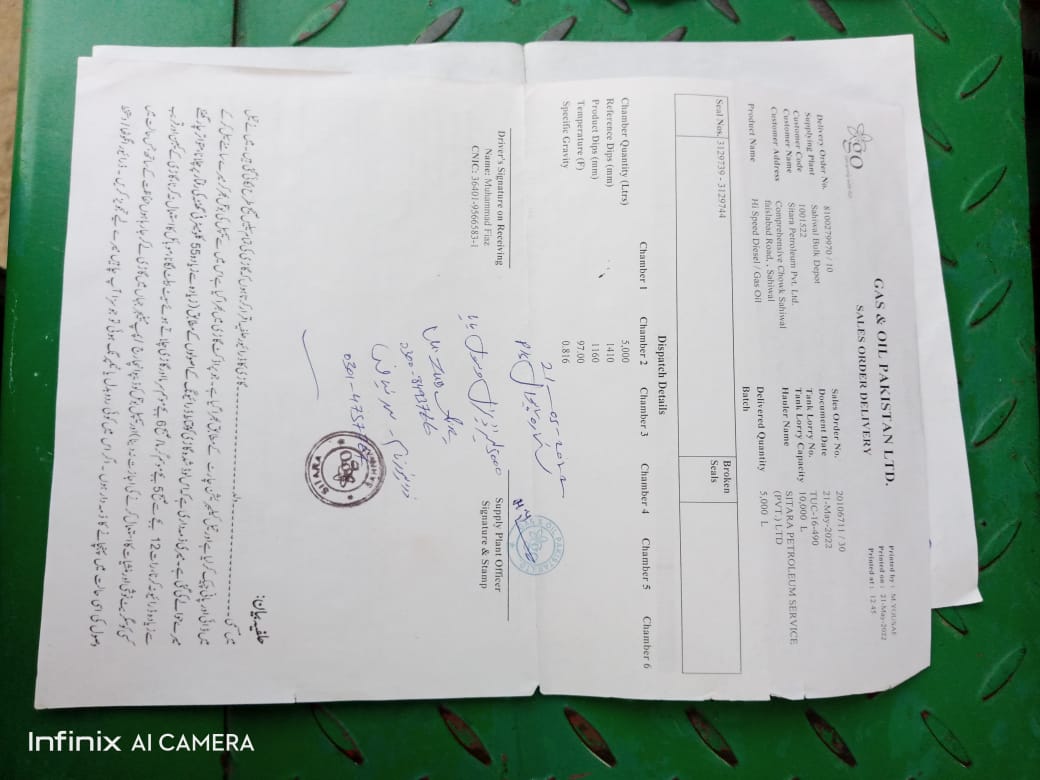 GAS & OIL PAKISTAN LTD.
SALES ORDER DELIVERY
Printed by : M.YOUSAF
Printed on : 21-May-2022
Printed at : 12:45
go
Delivery Order No. 8100279970 / 10
Supplying Plant Sahiwal Bulk Depot
Customer Code 1001522
Customer Name Sitara Petroleum Pvt. Ltd.
Customer Address Comprehensive Chowk Sahiwal
faislabad Road, , Sahiwal
Product Name Hi Speed Diesel / Gas Oil
Sales Order No. 20106711 / 30
Document Date 21-May-2022
Tank Lorry No. TUC-16-490
Tank Lorry Capacity 10,000 L
Hauler Name SITARA PETROLEUM SERVICE
(PVT.) LTD
Delivered Quantity 5,000 L
Batch
Seal Nos. 3129739 - 3129744
Broken
Seals
Dispatch Details
Chamber 1 Chamber 2 Chamber 3 Chamber 4 Chamber 5 Chamber 6
Chamber Quantity (Ltrs) 5,000
Reference Dips (mm) 1410
Product Dips (mm) 1160
Temperature (F) 97.00
Specific Gravity 0.816
21-05-2022
P/S
GAS & OIL PAKISTAN LTD
Driver's Signature on Receiving
Name: Muhammad Fiaz
CNIC: 36401-9566583-1
Supply Plant Officer
Signature & Stamp
5000 لیٹر ڈیزل وصول پایا
0300-8493766
0301-4757
SITARA
GO
حلفیہ بیان:
میں مسمی ـــــــــــــ ولد ـــــــــــــ گاڑی کا ڈرائیور حلفیہ اقرار کرتا ہوں کہ گاڑی کی تمام سیلیں صحیح طرح لگائی گئی ہیں۔ میں نے تیل
میں ڈائی اور پانی چیک کر لیا ہے اور تیل کیلیبریشن چارٹ کے مطابق بھرا گیا ہے۔ جو پراڈکٹ گاڑی میں بھرا گیا ہے اس میں سے سیمپل کی بوتل بھر کر میرے سامنے سیل کر کے
میرے حوالے کی گئی ہے۔ میری ذمہ داری ہے کہ اس لوڈ شدہ گاڑی کو محتاط ڈرائیونگ کے اصولوں کے مطابق (زیادہ سے زیادہ 55 کلومیٹر فی گھنٹہ کی رفتار پر چلانا، متواتر چار گھنٹے
سے زیادہ ڈرائیو نہ کرنا، رات 12 بجے سے صبح 5 بجے موسم گرما / صبح 6 بجے موسم سرما اور گاڑی چلاتے ہوئے سیٹ بیلٹ لگانا، موبائل کا استعمال نہ کرنا، گاڑی کے کیبن اور قریب
کسی کو سگریٹ نوشی اور منشیات کا استعمال کرنے کی اجازت نہ دینا) اور سیمپل بوتل کو ڈیپو انچارج / پمپ مینیجر جہاں میں گاڑی لے کر جا رہا ہوں حفاظت کے ساتھ جس حالت میں
وصول کی اسی حالت میں پہنچانے کا ذمہ دار ہوں۔ اگر اس میں کوئی ردو بدل یا ٹیمپرنگ ہوئی تو جو سزا آپ چاہیں میرے لیے تجویز کریں۔ ڈرائیور انگوٹھا / دستخط
Infinix AI CAMERA